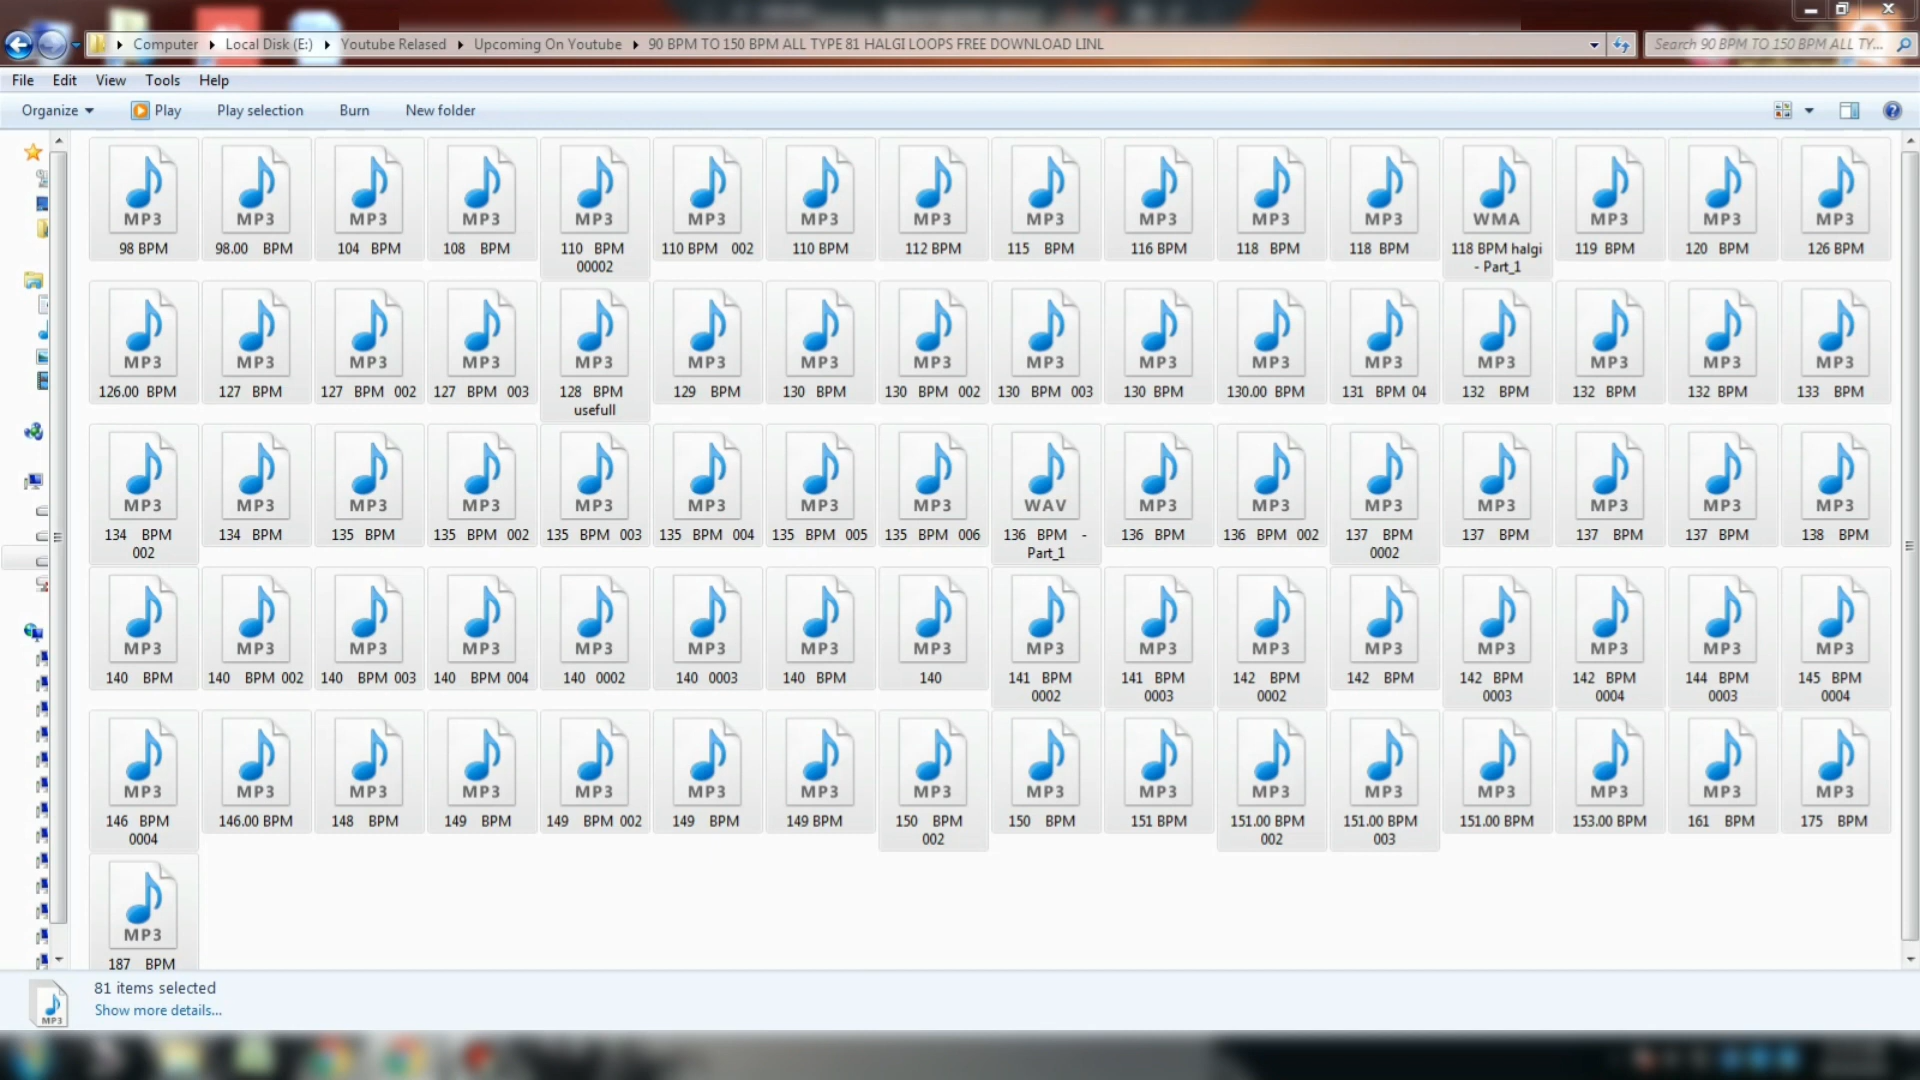 Computer ▸ Local Disk (E:) ▸ Youtube Relased ▸ Upcoming On Youtube ▸ 90 BPM TO 150 BPM ALL TYPE 81 HALGI LOOPS FREE DOWNLOAD LINL
Search 90 BPM TO 150 BPM ALL TY...
File Edit View Tools Help
Organize Play Play selection Burn New folder
MP3 MP3 MP3 MP3 MP3 MP3 MP3 MP3 MP3 MP3 MP3 MP3 WMA MP3 MP3 MP3
98 BPM 98.00 BPM 104 BPM 108 BPM 110 BPM 110 BPM 002 110 BPM 112 BPM 115 BPM 116 BPM 118 BPM 118 BPM 118 BPM halgi 119 BPM 120 BPM 126 BPM
00002 - Part_1
MP3 MP3 MP3 MP3 MP3 MP3 MP3 MP3 MP3 MP3 MP3 MP3 MP3 MP3 MP3 MP3
126.00 BPM 127 BPM 127 BPM 002 127 BPM 003 128 BPM 129 BPM 130 BPM 130 BPM 002 130 BPM 003 130 BPM 130.00 BPM 131 BPM 04 132 BPM 132 BPM 132 BPM 133 BPM
usefull
MP3 MP3 MP3 MP3 MP3 MP3 MP3 MP3 WAV MP3 MP3 MP3 MP3 MP3 MP3 MP3
134 BPM 134 BPM 135 BPM 135 BPM 002 135 BPM 003 135 BPM 004 135 BPM 005 135 BPM 006 136 BPM - 136 BPM 136 BPM 002 137 BPM 137 BPM 137 BPM 137 BPM 138 BPM
002 Part_1 0002
MP3 MP3 MP3 MP3 MP3 MP3 MP3 MP3 MP3 MP3 MP3 MP3 MP3 MP3 MP3 MP3
140 BPM 140 BPM 002 140 BPM 003 140 BPM 004 140 0002 140 0003 140 BPM 140 141 BPM 141 BPM 142 BPM 142 BPM 142 BPM 142 BPM 144 BPM 145 BPM
0002 0003 0002 0003 0004 0003 0004
MP3 MP3 MP3 MP3 MP3 MP3 MP3 MP3 MP3 MP3 MP3 MP3 MP3 MP3 MP3 MP3
146 BPM 146.00 BPM 148 BPM 149 BPM 149 BPM 002 149 BPM 149 BPM 150 BPM 150 BPM 151 BPM 151.00 BPM 151.00 BPM 151.00 BPM 153.00 BPM 161 BPM 175 BPM
0004 002 002 003
MP3
187 BPM
81 items selected
Show more details...
MP3